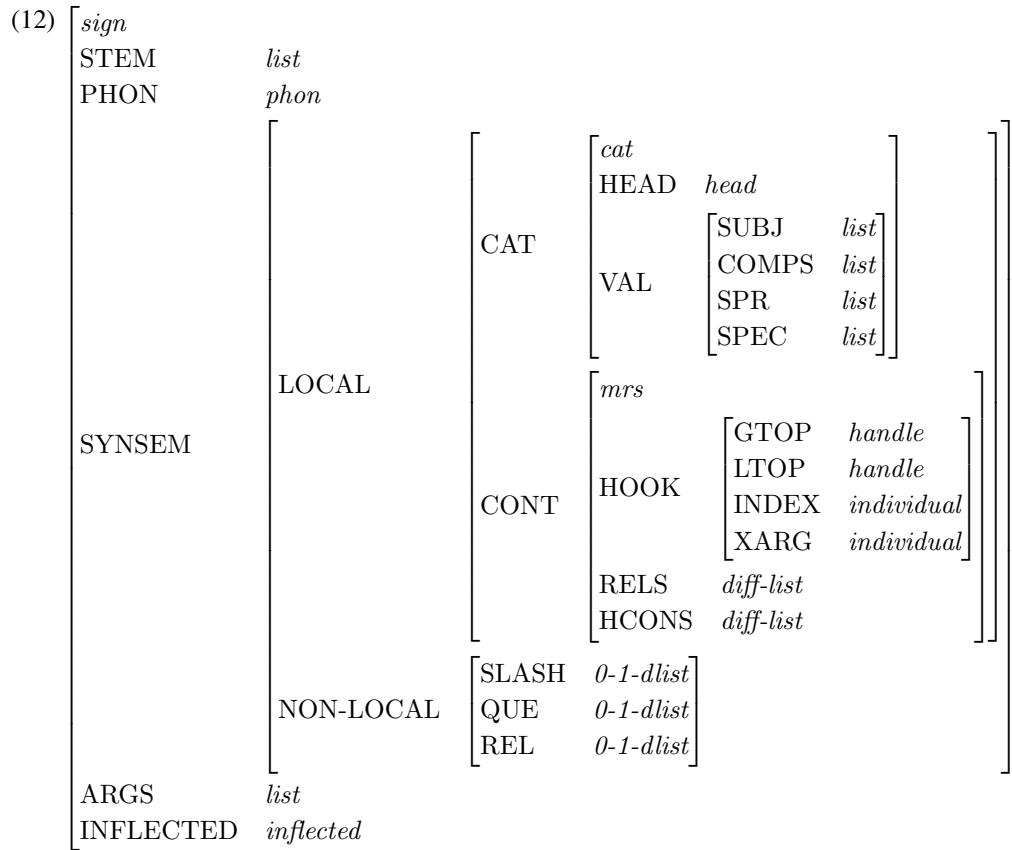 (12) sign
STEM list
PHON phon
cat
HEAD head
SUBJ list
CAT
COMPS list
VAL
SPR list
SPEC list
LOCAL
mrs
SYNSEM
GTOP handle
LTOP handle
HOOK
CONT
INDEX individual
XARG individual
RELS diff-list
HCONS diff-list
SLASH 0-1-dlist
NON-LOCAL QUE 0-1-dlist
REL 0-1-dlist
ARGS list
INFLECTED inflected